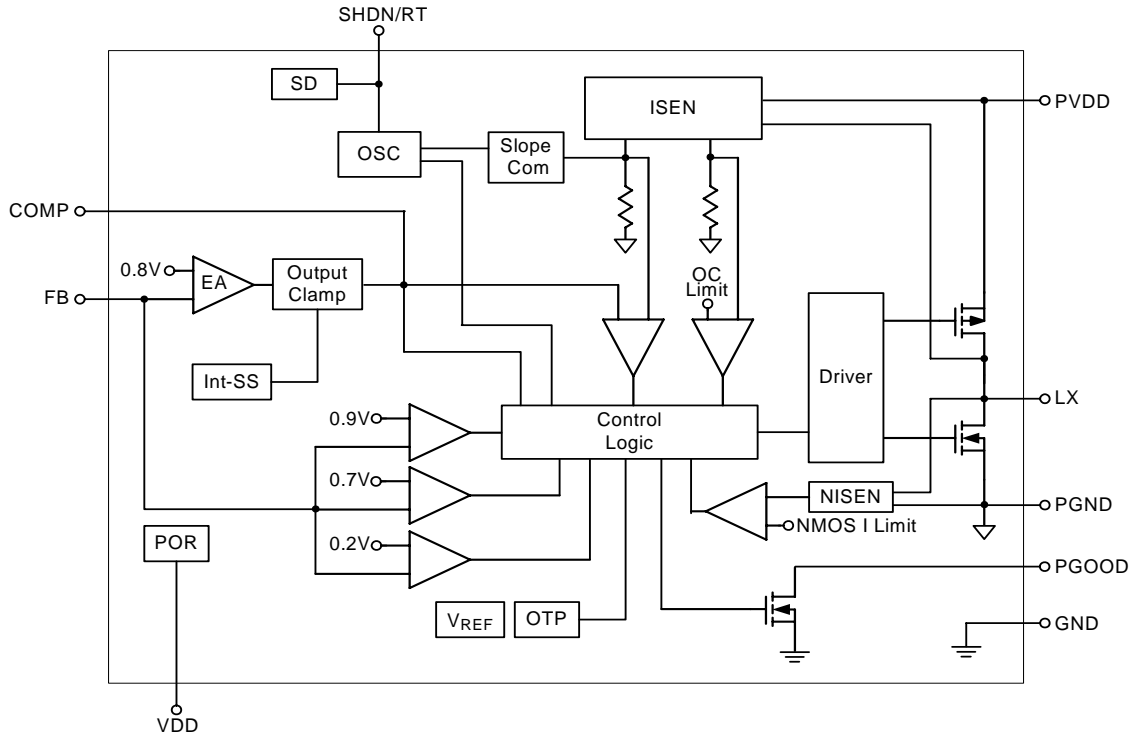 SHDN/RT
SD
ISEN
PVDD
OSC
Slope
Com
COMP
0.8V
EA
Output
Clamp
OC
Limit
FB
Int-SS
Driver
LX
0.9V
Control
Logic
0.7V
NISEN
PGND
NMOS I Limit
POR
0.2V
PGOOD
VREF
OTP
GND
VDD